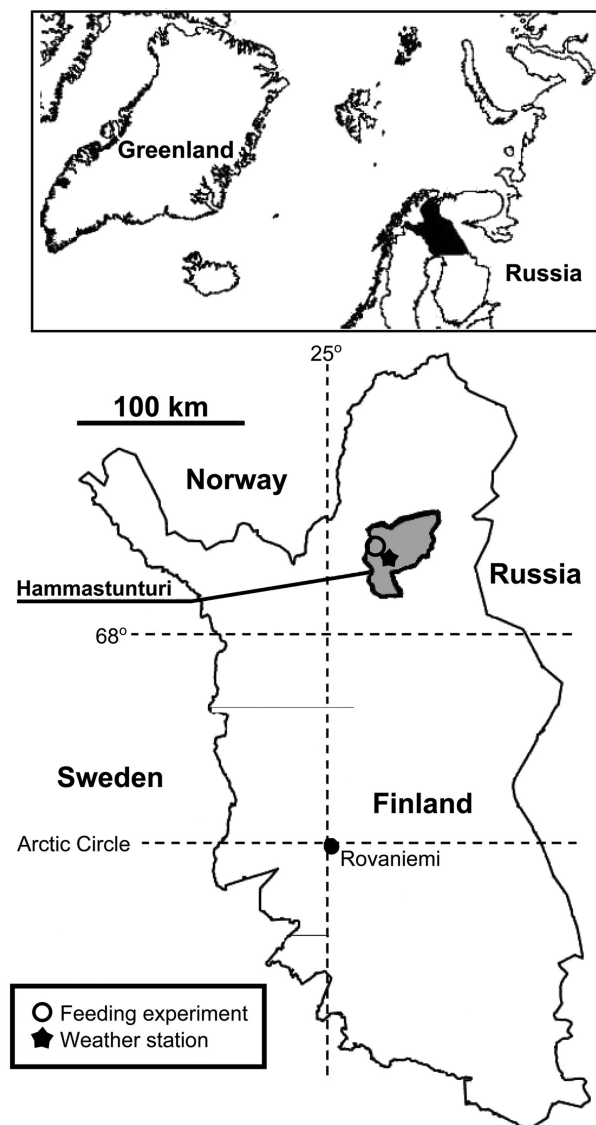 Greenland
Russia
25°
100 km
Norway
Hammastunturi
Russia
68°
Sweden
Finland
Arctic Circle
Rovaniemi
Feeding experiment
Weather station